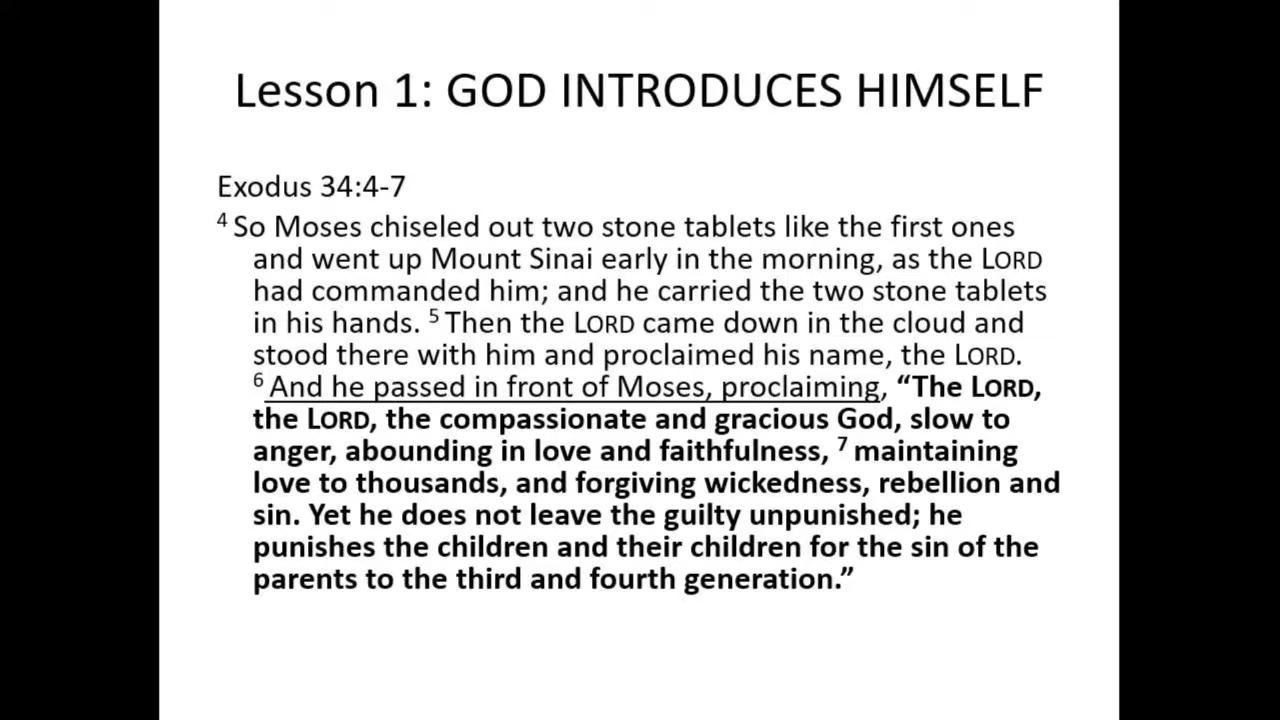 Lesson 1: GOD INTRODUCES HIMSELF
Exodus 34:4-7
4 So Moses chiseled out two stone tablets like the first ones
and went up Mount Sinai early in the morning, as the LORD
had commanded him; and he carried the two stone tablets
in his hands. 5 Then the LORD came down in the cloud and
stood there with him and proclaimed his name, the LORD.
6 And he passed in front of Moses, proclaiming, “The LORD,
the LORD, the compassionate and gracious God, slow to
anger, abounding in love and faithfulness, 7 maintaining
love to thousands, and forgiving wickedness, rebellion and
sin. Yet he does not leave the guilty unpunished; he
punishes the children and their children for the sin of the
parents to the third and fourth generation.”